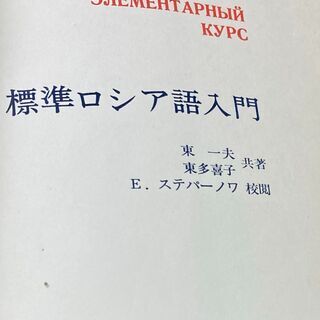 ЭЛЕМЕНТАРНЫЙ
КУРС
標準ロシア語入門
東 一夫
東多喜子 共著
E. ステパーノワ 校閲